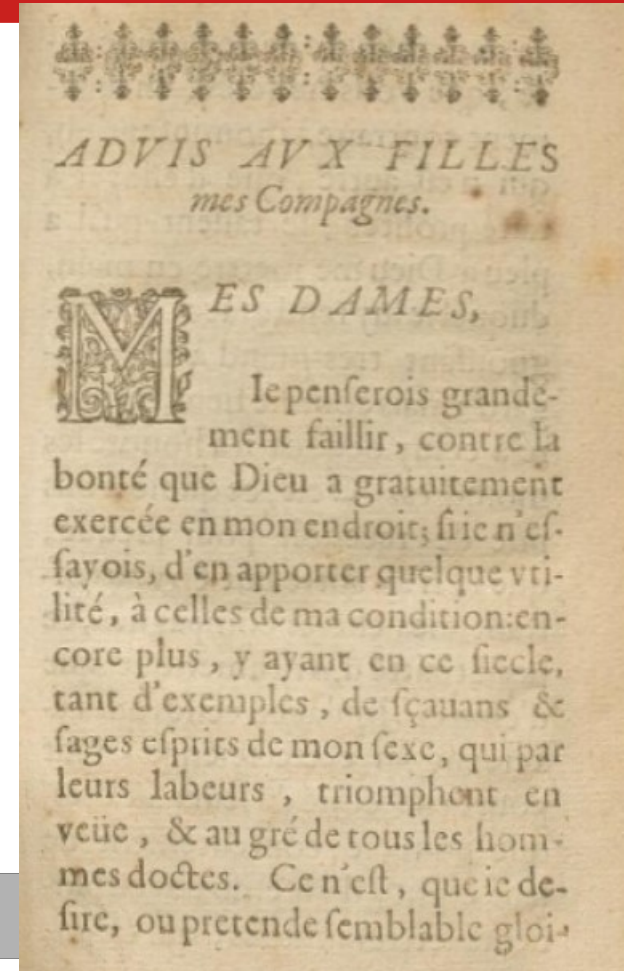 ADVIS AVX FILLES
mes Compagnes.
MES DAMES,
Ie penſerois grande-
ment faillir, contre la
bonté que Dieu a gratuitement
exercée en mon endroit; ſi ie n'eſ-
ſayois, d'en apporter quelque vti-
lité, à celles de ma condition: en-
core plus, y ayant en ce ſiecle,
tant d'exemples, de ſçauans &
ſages eſprits de mon ſexe, qui par
leurs labeurs, triomphent en
veüe, & au gré de tous les hom-
mes doctes. Ce n'eſt, que ie de-
ſire, ou pretende ſemblable gloi-